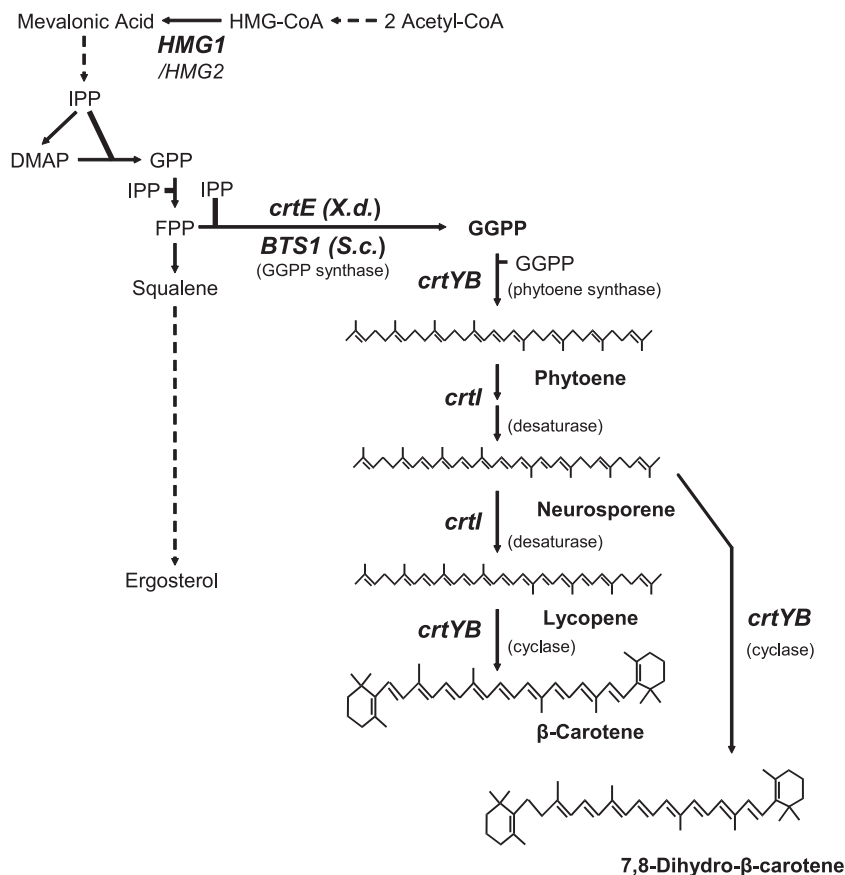 Mevalonic Acid HMG-CoA 2 Acetyl-CoA
HMG1
/HMG2
IPP
DMAP GPP
IPP IPP
crtE (X.d.)
FPP GGPP
BTS1 (S.c.)
(GGPP synthase)
GGPP
crtYB
(phytoene synthase)
Squalene
Phytoene
crtI
(desaturase)
Neurosporene
crtI
(desaturase)
Ergosterol
Lycopene
crtYB
(cyclase)
crtYB
(cyclase)
β-Carotene
7,8-Dihydro-β-carotene